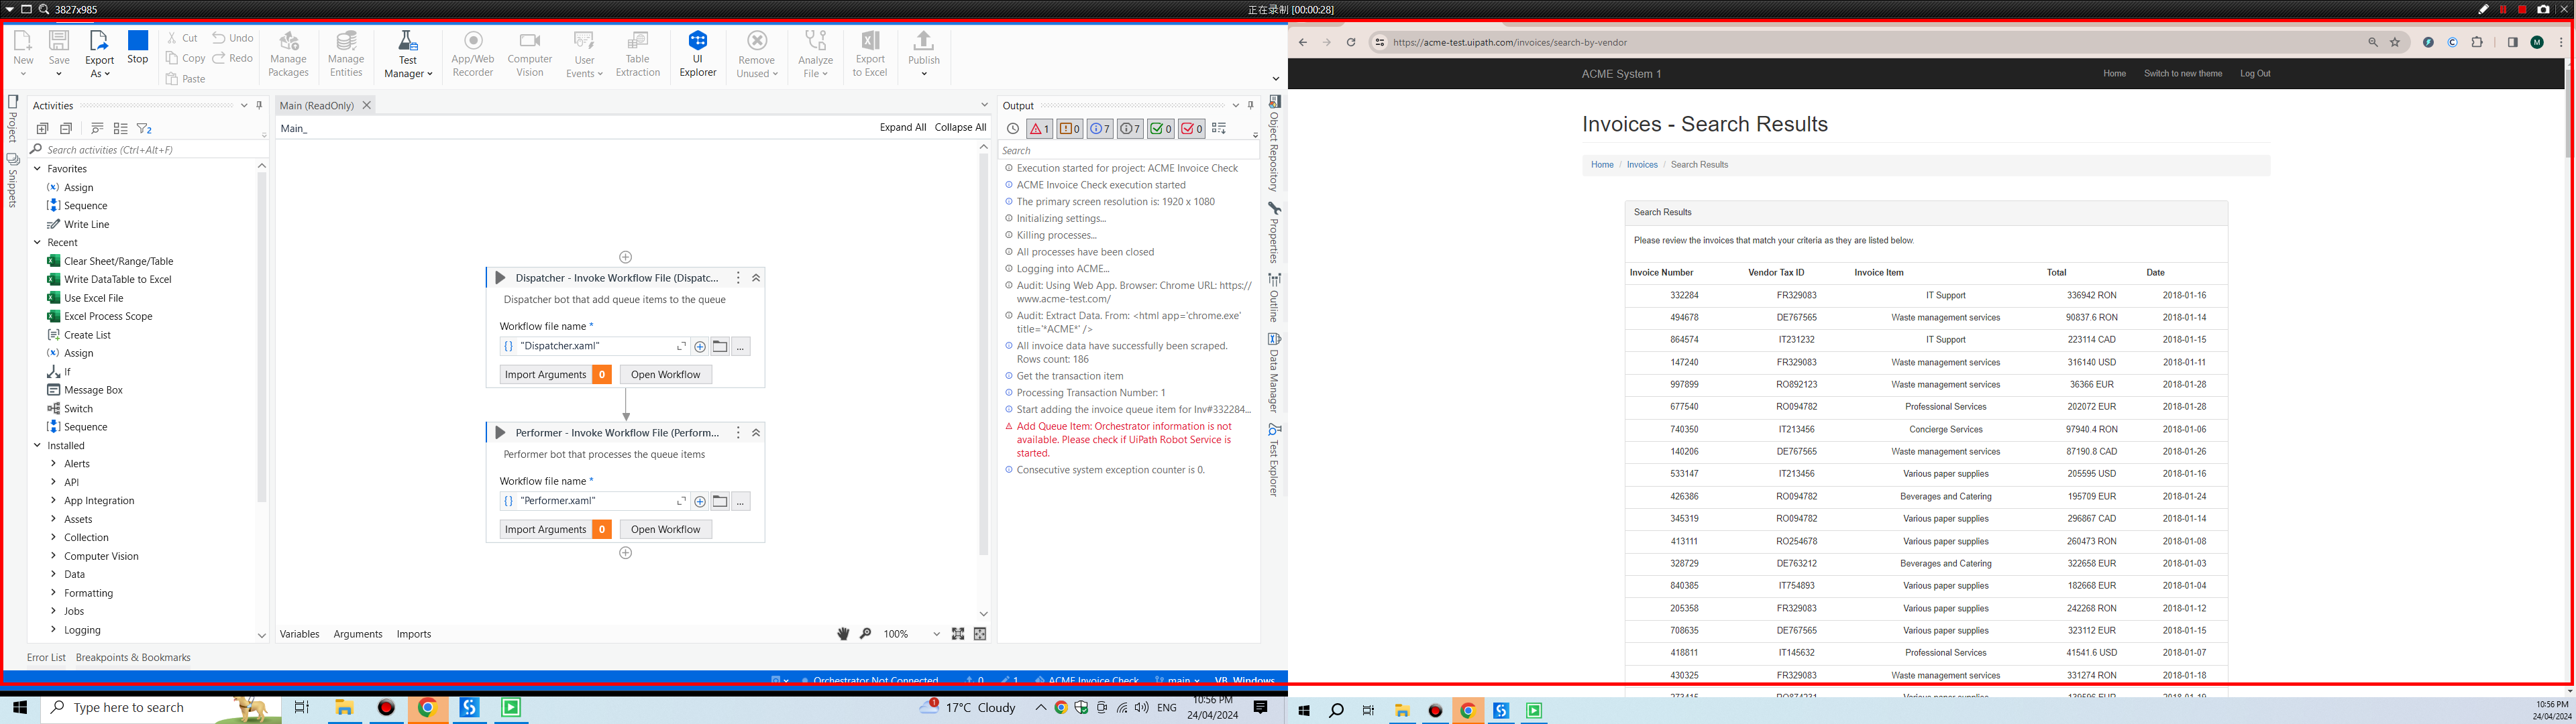 3827x985
正在录制 [00:00:28]
New
Save
Export As
Stop
Cut
Copy
Paste
Undo
Redo
Manage Packages
Manage Entities
Test Manager
App/Web Recorder
Computer Vision
User Events
Table Extraction
UI Explorer
Remove Unused
Analyze File
Export to Excel
Publish
Project
Snippets
Activities
2
Search activities (Ctrl+Alt+F)
Favorites
Assign
Sequence
Write Line
Recent
Clear Sheet/Range/Table
Write DataTable to Excel
Use Excel File
Excel Process Scope
Create List
Assign
If
Message Box
Switch
Sequence
Installed
Alerts
API
App Integration
Assets
Collection
Computer Vision
Data
Formatting
Jobs
Logging
Main (ReadOnly)
Main_
Expand All Collapse All
Dispatcher - Invoke Workflow File (Dispatc...
Dispatcher bot that add queue items to the queue
Workflow file name *
"Dispatcher.xaml"
Import Arguments 0 Open Workflow
Performer - Invoke Workflow File (Perform...
Performer bot that processes the queue items
Workflow file name *
"Performer.xaml"
Import Arguments 0 Open Workflow
Variables Arguments Imports
100%
Output
1 0 7 7 0 0
Search
Execution started for project: ACME Invoice Check
ACME Invoice Check execution started
The primary screen resolution is: 1920 x 1080
Initializing settings...
Killing processes...
All processes have been closed
Logging into ACME...
Audit: Using Web App. Browser: Chrome URL: https://
www.acme-test.com/
Audit: Extract Data. From: <html app='chrome.exe'
title='*ACME*' />
All invoice data have successfully been scraped.
Rows count: 186
Get the transaction item
Processing Transaction Number: 1
Start adding the invoice queue item for Inv#332284...
Add Queue Item: Orchestrator information is not
available. Please check if UiPath Robot Service is
started.
Consecutive system exception counter is 0.
Object Repository
Properties
Outline
Data Manager
Test Explorer
Error List Breakpoints & Bookmarks
Orchestrator Not Connected
0
1
ACME Invoice Check
main
VB, Windows
Type here to search
1
17°C Cloudy
ENG
10:56 PM
24/04/2024
https://acme-test.uipath.com/invoices/search-by-vendor
M
ACME System 1
Home Switch to new theme Log Out
Invoices - Search Results
Home / Invoices / Search Results
Search Results
Please review the invoices that match your criteria as they are listed below.
Invoice Number Vendor Tax ID Invoice Item Total Date
332284 FR329083 IT Support 336942 RON 2018-01-16
494678 DE767565 Waste management services 90837.6 RON 2018-01-14
864574 IT231232 IT Support 223114 CAD 2018-01-15
147240 FR329083 Waste management services 316140 USD 2018-01-11
997899 RO892123 Waste management services 36366 EUR 2018-01-28
677540 RO094782 Professional Services 202072 EUR 2018-01-28
740350 IT213456 Concierge Services 97940.4 RON 2018-01-06
140206 DE767565 Waste management services 87190.8 CAD 2018-01-26
533147 IT213456 Various paper supplies 205595 USD 2018-01-16
426386 RO094782 Beverages and Catering 195709 EUR 2018-01-24
345319 RO094782 Various paper supplies 296867 CAD 2018-01-14
413111 RO254678 Various paper supplies 260473 RON 2018-01-08
328729 DE763212 Beverages and Catering 322658 EUR 2018-01-03
840385 IT754893 Various paper supplies 182668 EUR 2018-01-04
205358 FR329083 Various paper supplies 242268 RON 2018-01-12
708635 DE767565 Various paper supplies 323112 EUR 2018-01-15
418811 IT145632 Professional Services 41541.6 USD 2018-01-07
430325 FR329083 Waste management services 331274 RON 2018-01-18
10:56 PM
24/04/2024